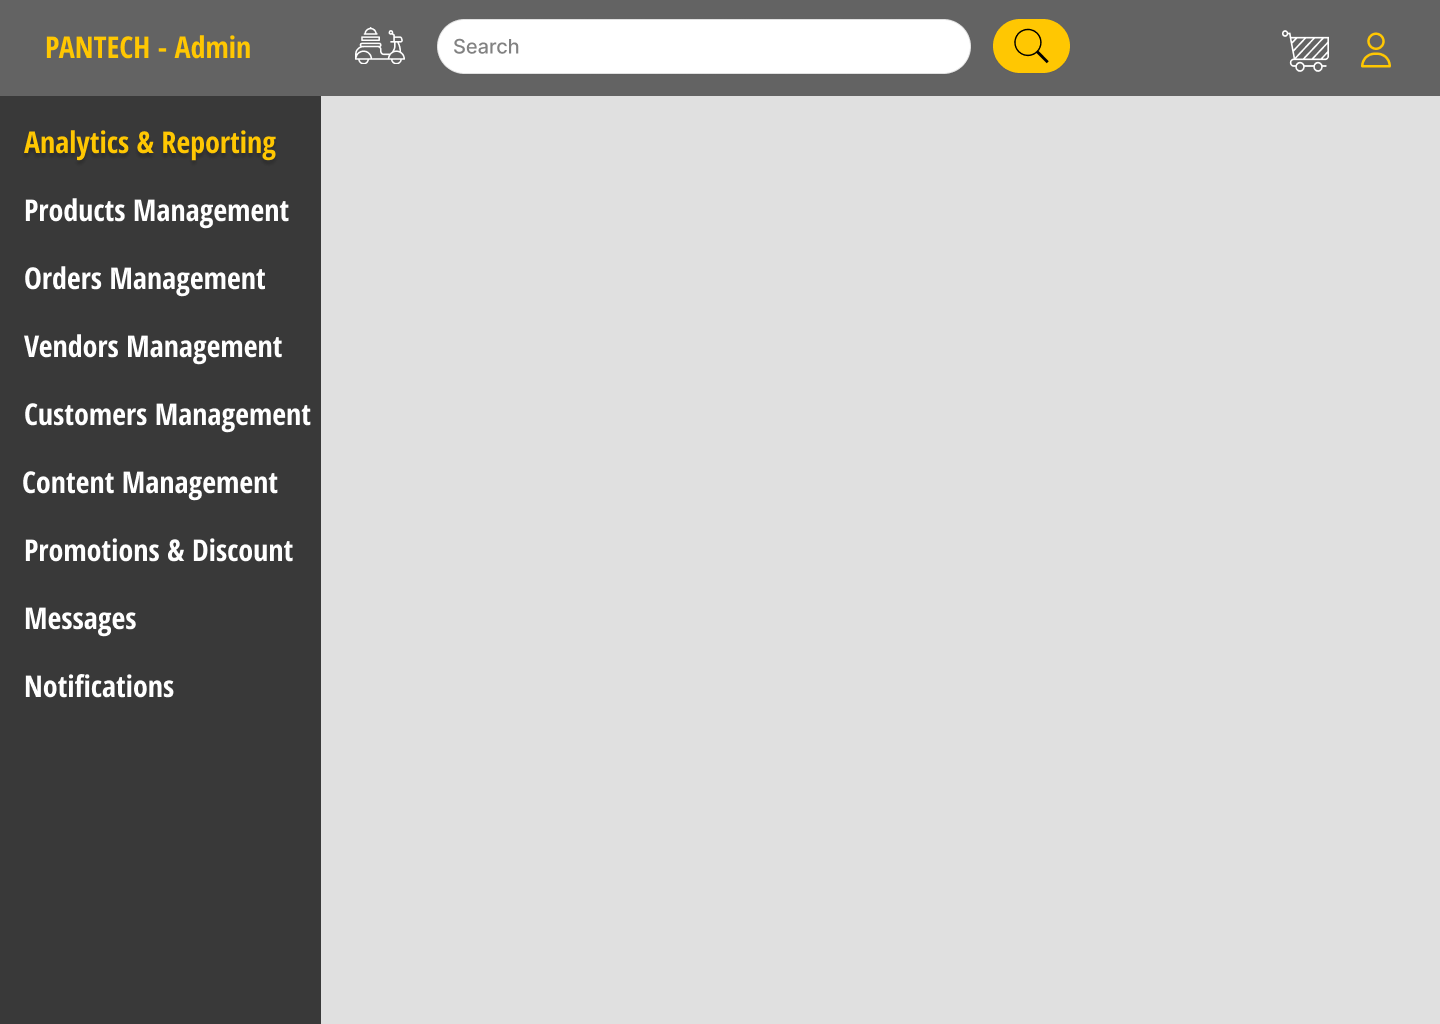 PANTECH - Admin
Search
Analytics & Reporting
Products Management
Orders Management
Vendors Management
Customers Management
Content Management
Promotions & Discount
Messages
Notifications